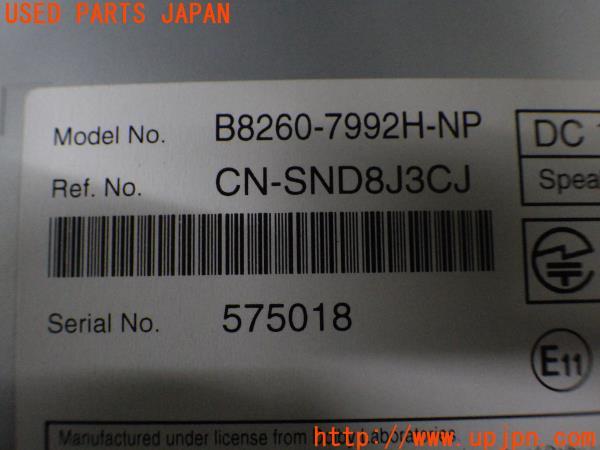 USED PARTS JAPAN
Model No. B8260-7992H-NP
DC
Ref. No. CN-SND8J3CJ
Spea
Serial No. 575018
E11
Manufactured under license from Laboratories.
http://www.upjpn.com